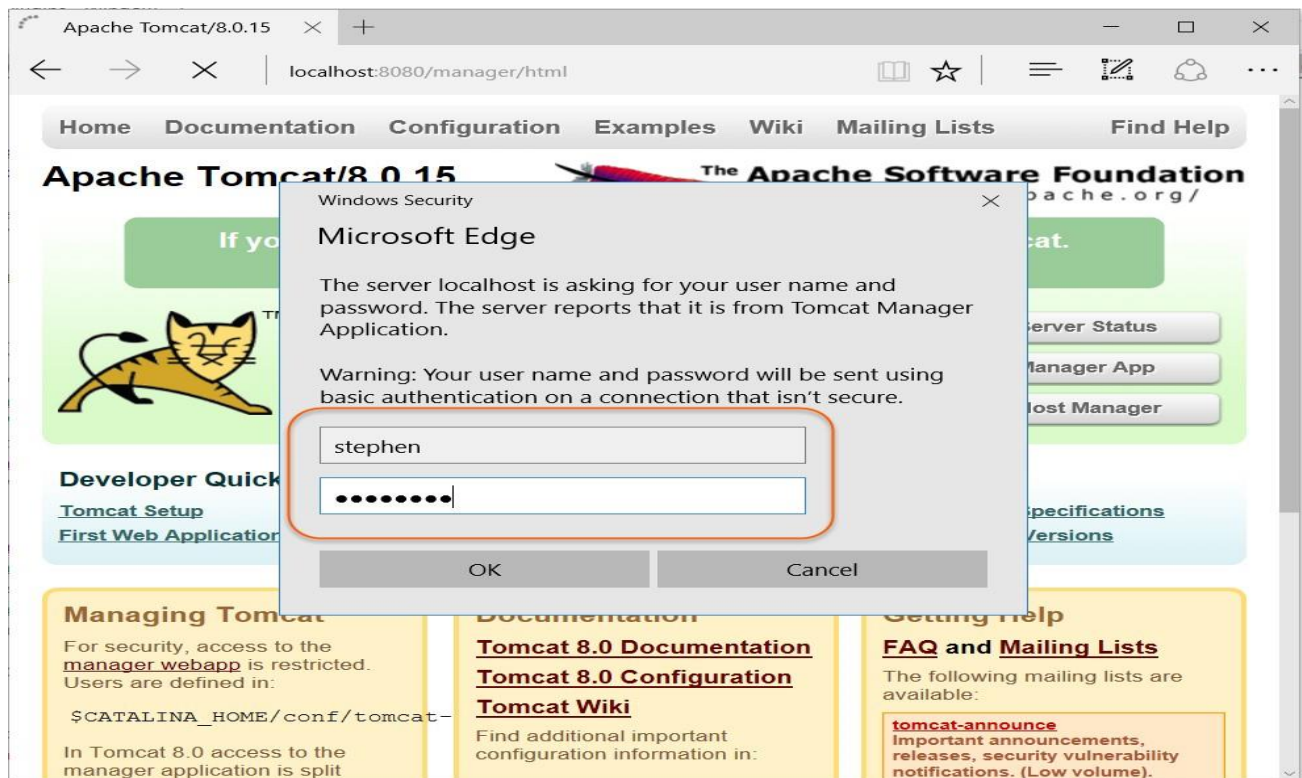 Apache Tomcat/8.0.15
localhost:8080/manager/html
Home Documentation Configuration Examples Wiki Mailing Lists Find Help
Apache Tomcat/8.0.15
The Apache Software Foundation
Windows Security
Microsoft Edge
The server localhost is asking for your user name and
password. The server reports that it is from Tomcat Manager
Application.
Warning: Your user name and password will be sent using
basic authentication on a connection that isn't secure.
stephen
●●●●●●●●
OK Cancel
If
TM
Status
App
Manager
Developer Quick
Tomcat Setup
First Web Application
Managing Tomcat
For security, access to the
manager webapp is restricted.
Users are defined in:
$CATALINA_HOME/conf/tomcat-
In Tomcat 8.0 access to the
manager application is split
Documentation
Tomcat 8.0 Documentation
Tomcat 8.0 Configuration
Tomcat Wiki
Find additional important
configuration information in:
Getting Help
FAQ and Mailing Lists
The following mailing lists are
available:
tomcat-announce
Important announcements,
releases, security vulnerability
notifications. (Low volume).